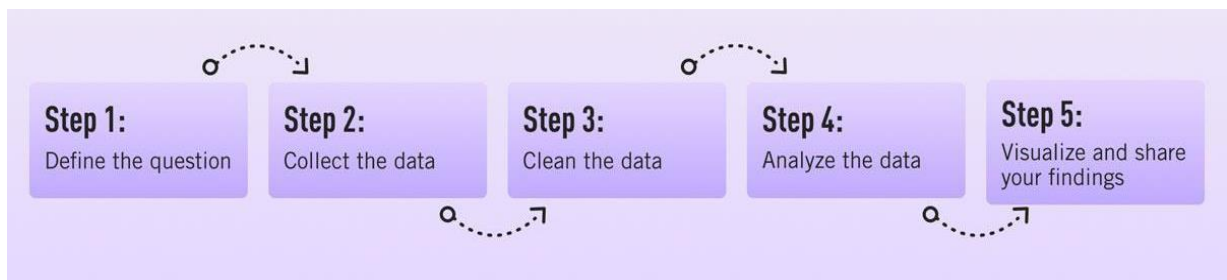 Step 1:
Define the question
Step 2:
Collect the data
Step 3:
Clean the data
Step 4:
Analyze the data
Step 5:
Visualize and share
your findings